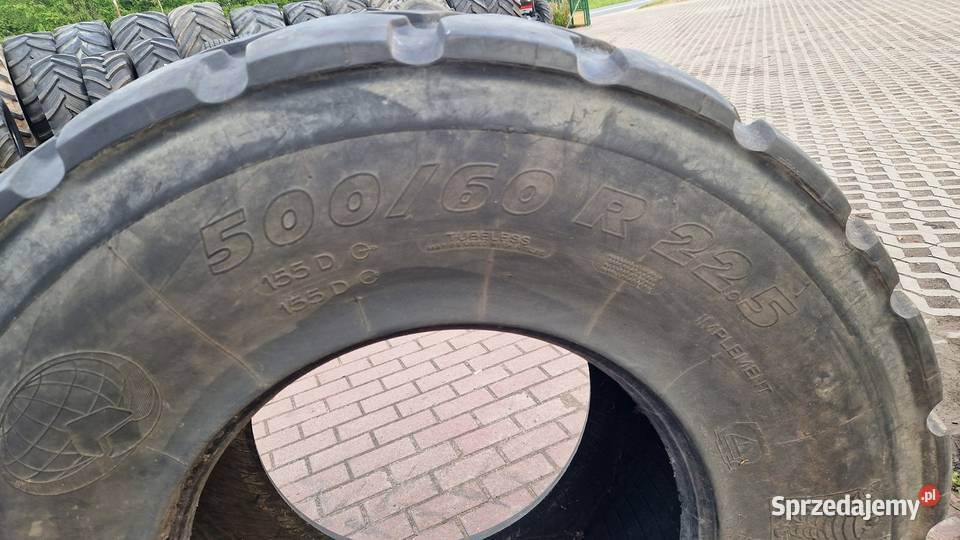 500/60 R 22.5
155 D
155 D
TUBELESS
IMPLEMENT
Sprzedajemy.pl